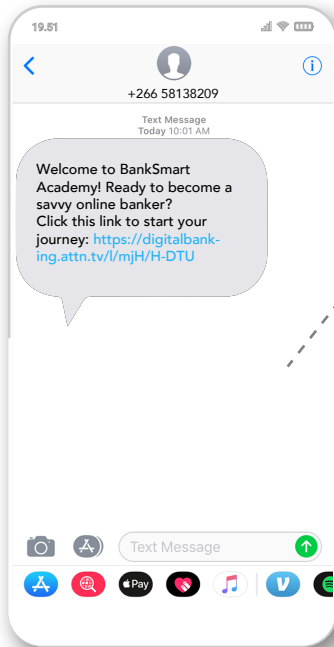 19.51
+266 58138209
Text Message
Today 10:01 AM
Welcome to BankSmart
Academy! Ready to become a
savvy online banker?
Click this link to start your
journey: https://digitalbank-
ing.attn.tv/l/mjH/H-DTU
Text Message
Pay